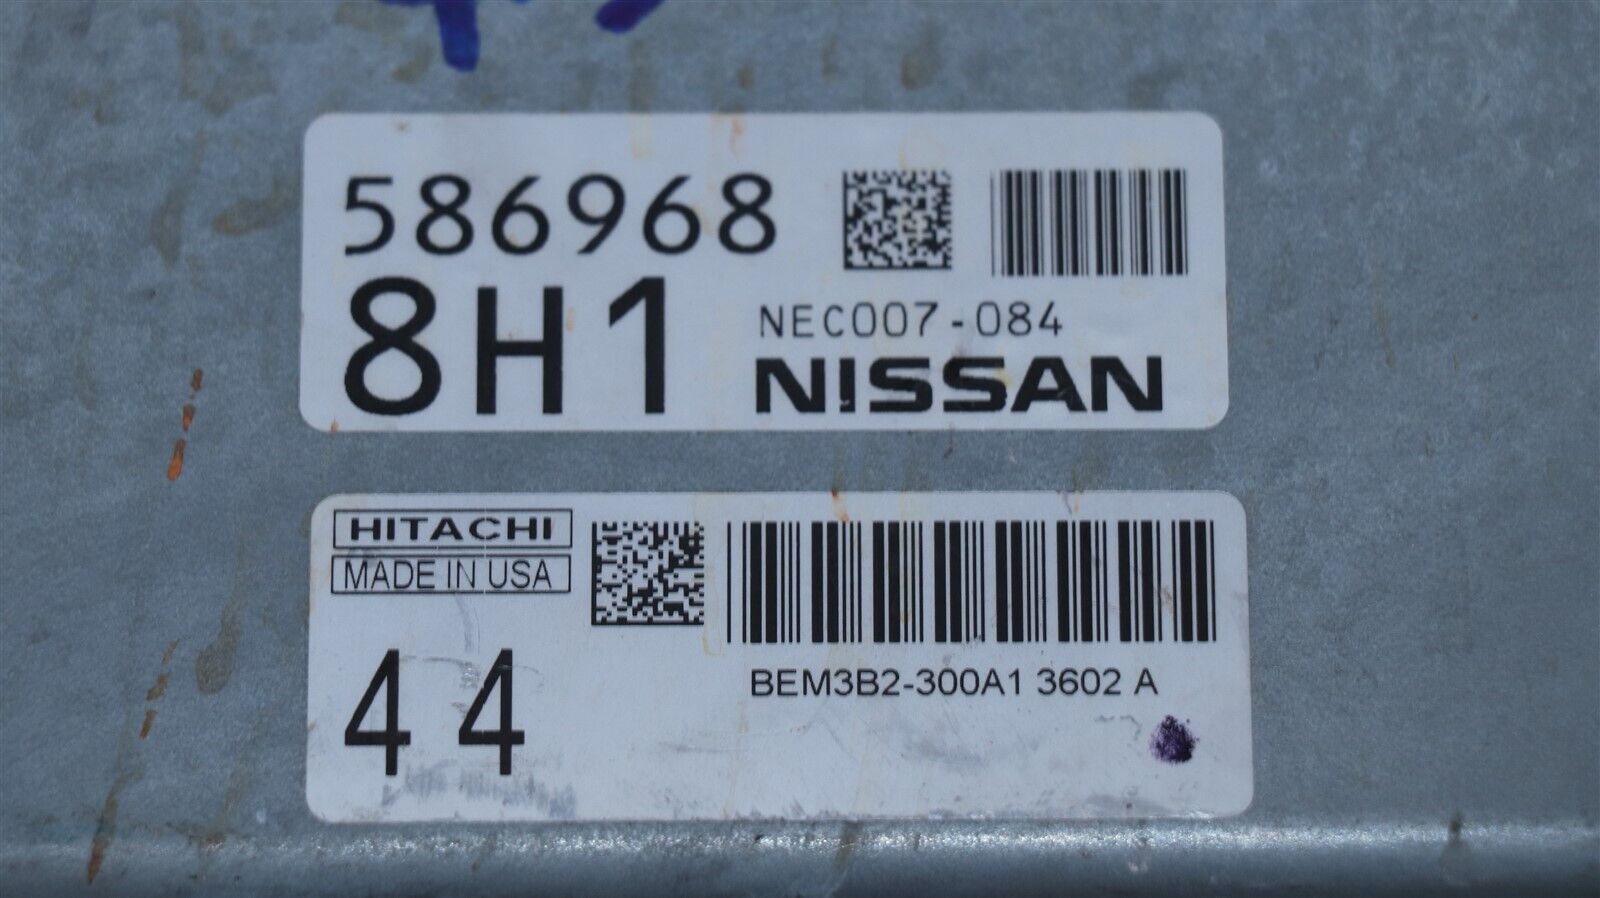 586968
8H1
NEC007-084
NISSAN
HITACHI
MADE IN USA
44
BEM3B2-300A1 3602 A